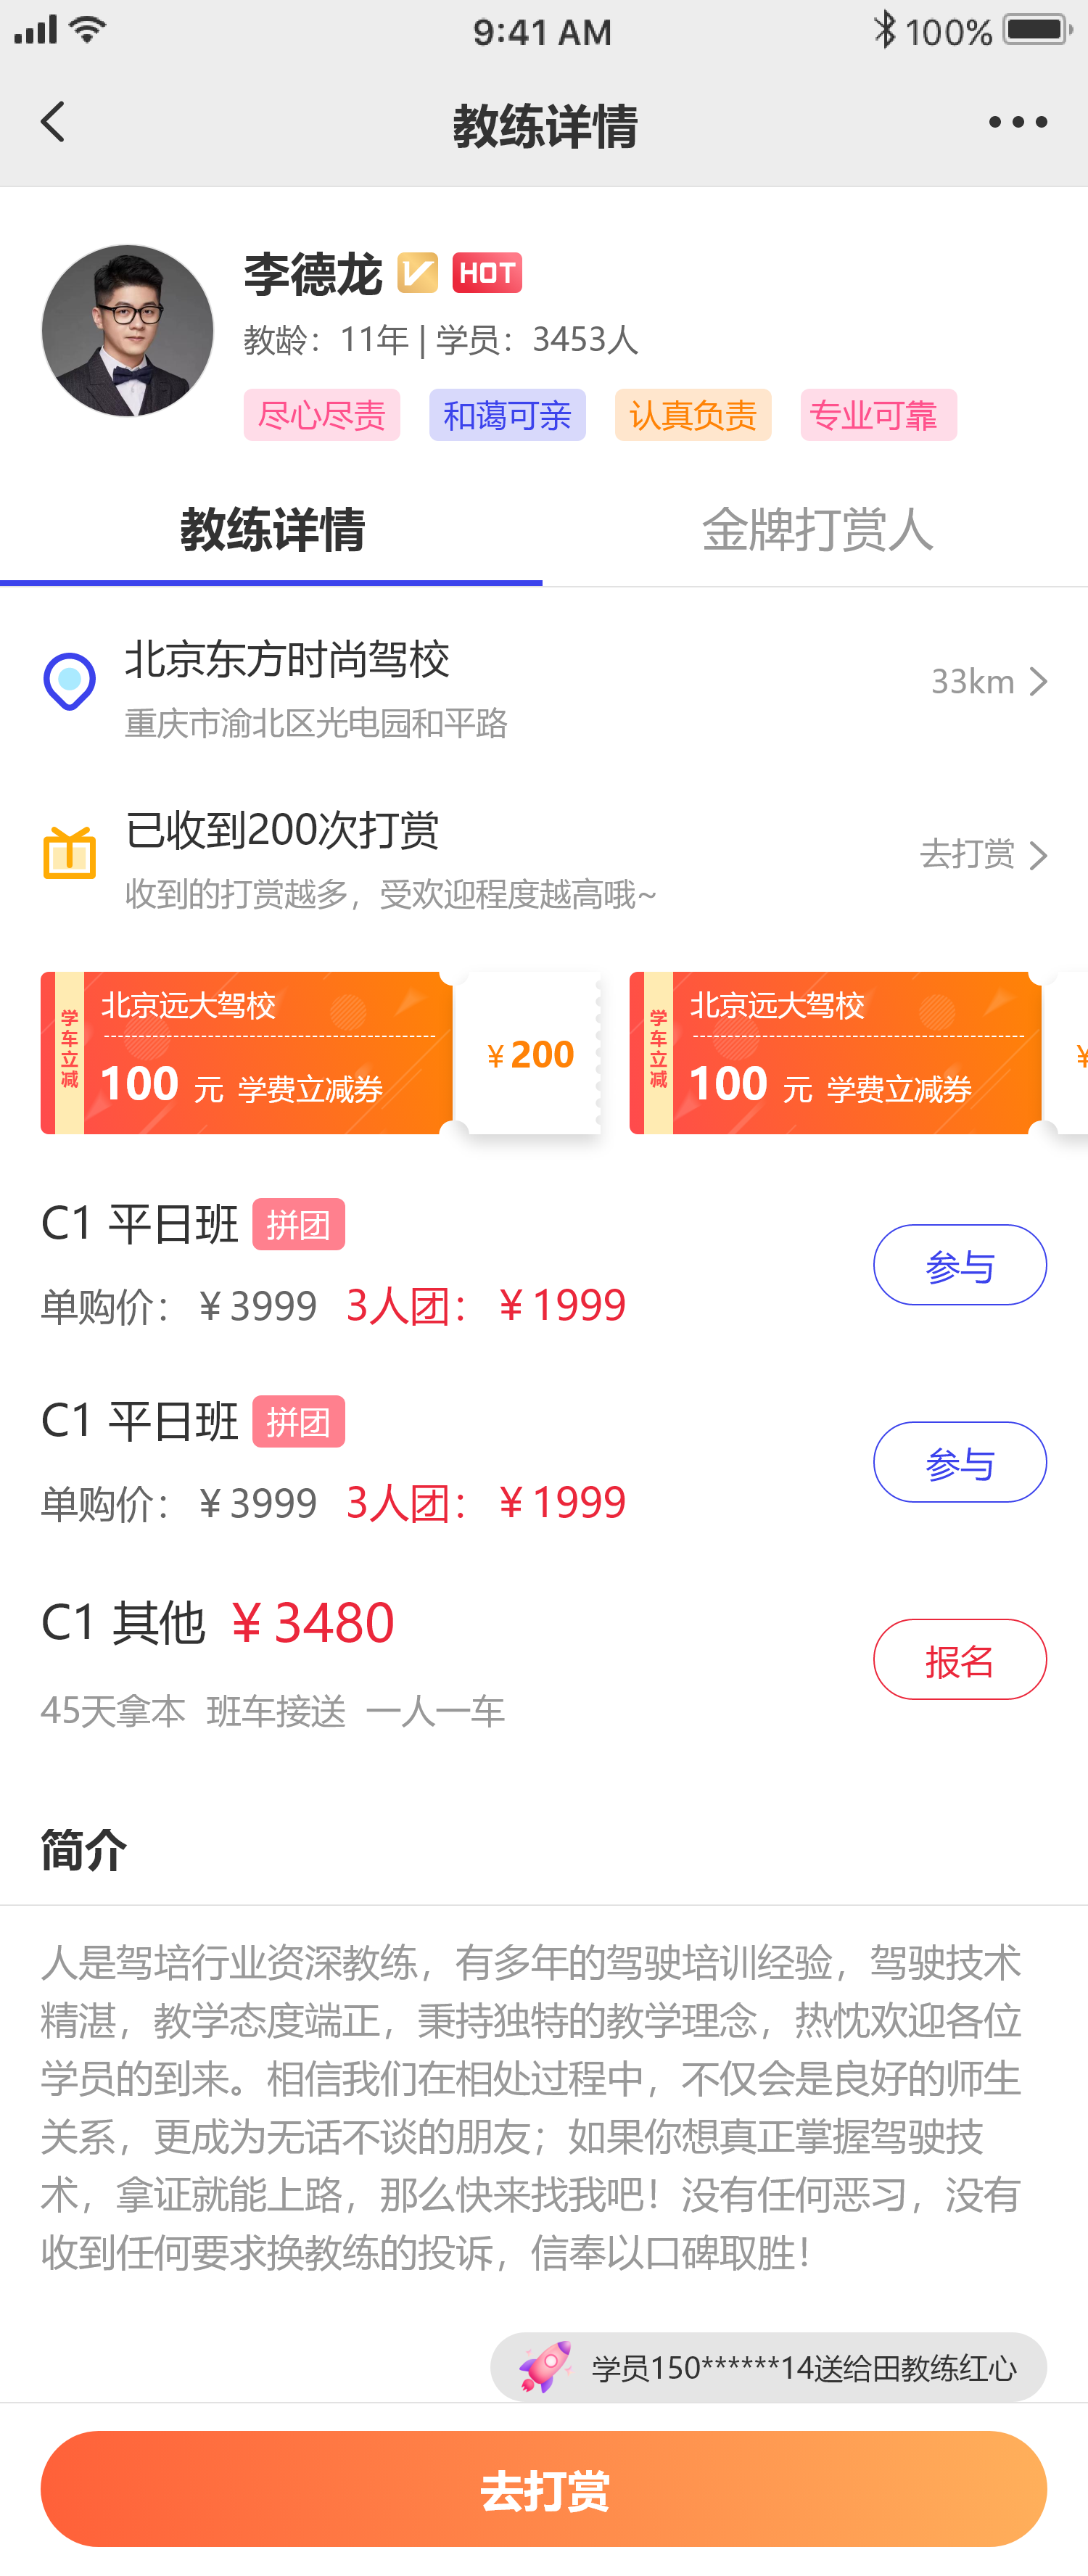 9:41 AM
100%
教练详情
李德龙 V HOT
教龄：11年 | 学员：3453人
尽心尽责 和蔼可亲 认真负责 专业可靠
教练详情 金牌打赏人
北京东方时尚驾校
33km
重庆市渝北区光电园和平路
已收到200次打赏
去打赏
收到的打赏越多，受欢迎程度越高哦~
学车立减
北京远大驾校
100 元 学费立减券
¥200
学车立减
北京远大驾校
100 元 学费立减券
¥
C1 平日班 拼团
参与
单购价：¥3999 3人团：¥1999
C1 平日班 拼团
参与
单购价：¥3999 3人团：¥1999
C1 其他 ¥3480
报名
45天拿本 班车接送 一人一车
简介
人是驾培行业资深教练，有多年的驾驶培训经验，驾驶技术
精湛，教学态度端正，秉持独特的教学理念，热忱欢迎各位
学员的到来。相信我们在相处过程中，不仅会是良好的师生
关系，更成为无话不谈的朋友；如果你想真正掌握驾驶技
术，拿证就能上路，那么快来找我吧！没有任何恶习，没有
收到任何要求换教练的投诉，信奉以口碑取胜！
学员150******14送给田教练红心
去打赏